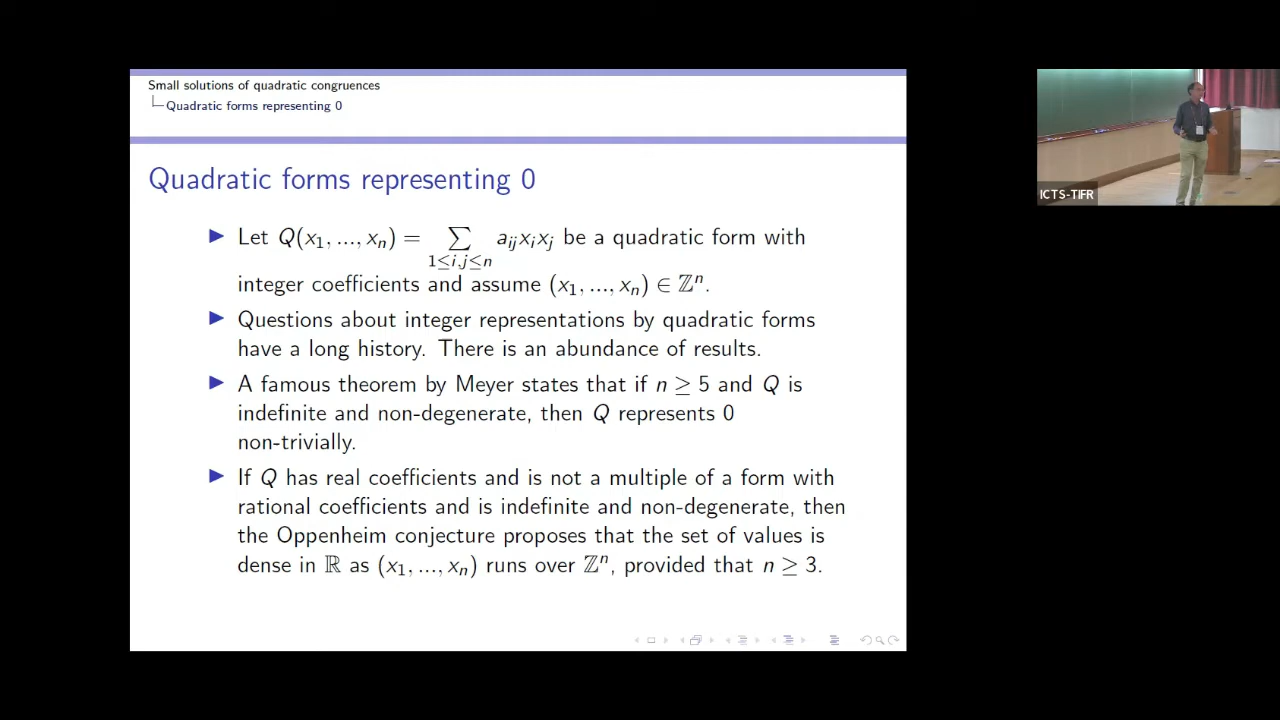 Small solutions of quadratic congruences
Quadratic forms representing 0
Quadratic forms representing 0
Let Q(x₁, ..., xₙ) = ∑ aᵢⱼxᵢxⱼ be a quadratic form with
1≤i,j≤n
integer coefficients and assume (x₁, ..., xₙ) ∈ ℤⁿ.
Questions about integer representations by quadratic forms
have a long history. There is an abundance of results.
A famous theorem by Meyer states that if n ≥ 5 and Q is
indefinite and non-degenerate, then Q represents 0
non-trivially.
If Q has real coefficients and is not a multiple of a form with
rational coefficients and is indefinite and non-degenerate, then
the Oppenheim conjecture proposes that the set of values is
dense in ℝ as (x₁, ..., xₙ) runs over ℤⁿ, provided that n ≥ 3.
ICTS-TIFR